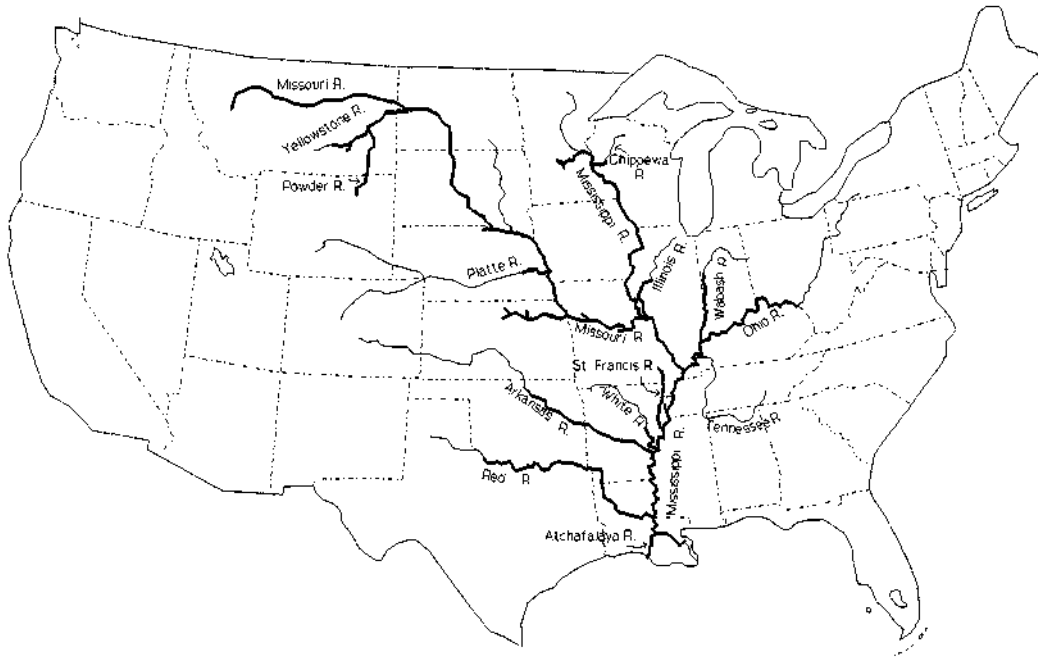 Missouri R.
Yellowstone R.
Powder R.
Chippewa
R.
Mississippi R.
Illinois R.
Wabash R.
Platte R.
Ohio R.
Missouri R.
St. Francis R.
White R.
Arkansas R.
Tennessee R.
Mississippi R.
Red R.
Atchafalaya R.